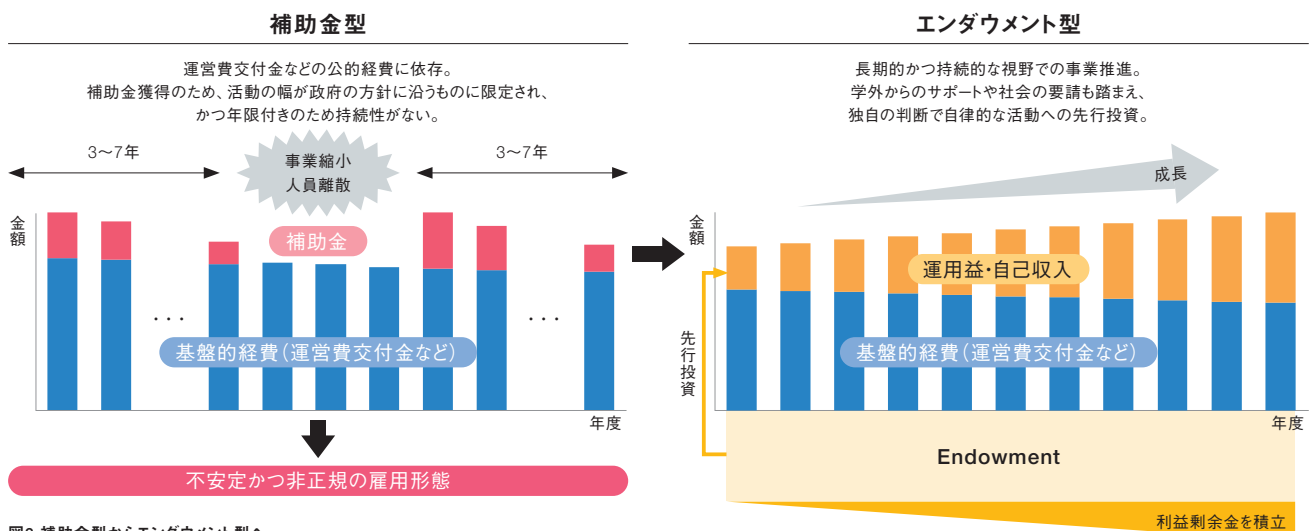 補助金型
運営費交付金などの公的経費に依存。
補助金獲得のため、活動の幅が政府の方針に沿うものに限定され、
かつ年限付きのため持続性がない。
3〜7年
事業縮小
人員離散
3〜7年
金額
補助金
・・・
・・・
基盤的経費(運営費交付金など)
年度
不安定かつ非正規の雇用形態
エンダウメント型
長期的かつ持続的な視野での事業推進。
学外からのサポートや社会の要請も踏まえ、
独自の判断で自律的な活動への先行投資。
成長
金額
運用益・自己収入
基盤的経費(運営費交付金など)
先行投資
年度
Endowment
利益剰余金を積立